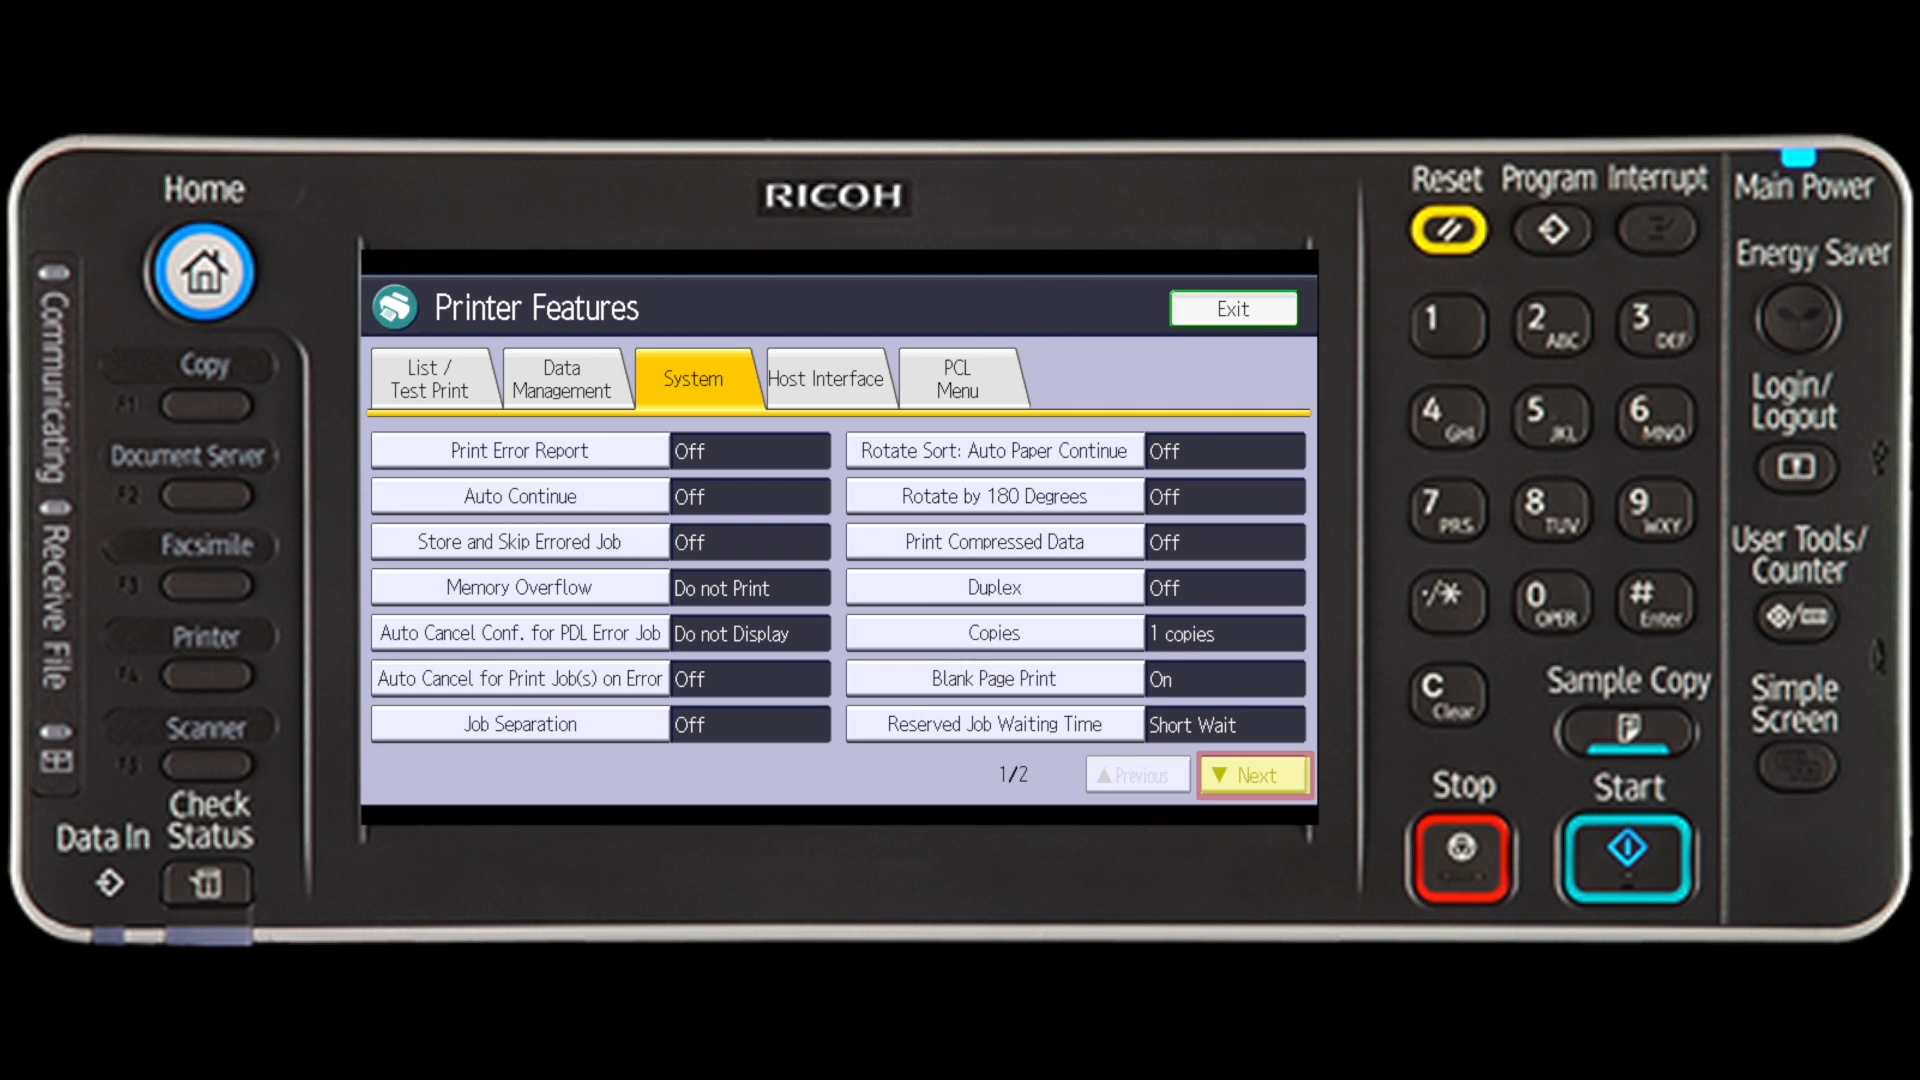 Home
RICOH
Reset Program Interrupt
Main Power
Energy Saver
Communicating
Receive File
Copy
F1
Document Server
F2
Facsimile
F3
Printer
F4
Scanner
F5
Data In
Check
Status
Printer Features
Exit
List /
Test Print
Data
Management
System
Host Interface
PCL
Menu
Print Error Report Off
Auto Continue Off
Store and Skip Errored Job Off
Memory Overflow Do not Print
Auto Cancel Conf. for PDL Error Job Do not Display
Auto Cancel for Print Job(s) on Error Off
Job Separation Off
Rotate Sort: Auto Paper Continue Off
Rotate by 180 Degrees Off
Print Compressed Data Off
Duplex Off
Copies 1 copies
Blank Page Print On
Reserved Job Waiting Time Short Wait
1/2
▲Previous
▼ Next
1
2 ABC
3 DEF
4 GHI
5 JKL
6 MNO
7 PRS
8 TUV
9 WXY
·/*
0 OPER
# Enter
C Clear
Sample Copy
Stop
Start
Login/
Logout
User Tools/
Counter
Simple
Screen